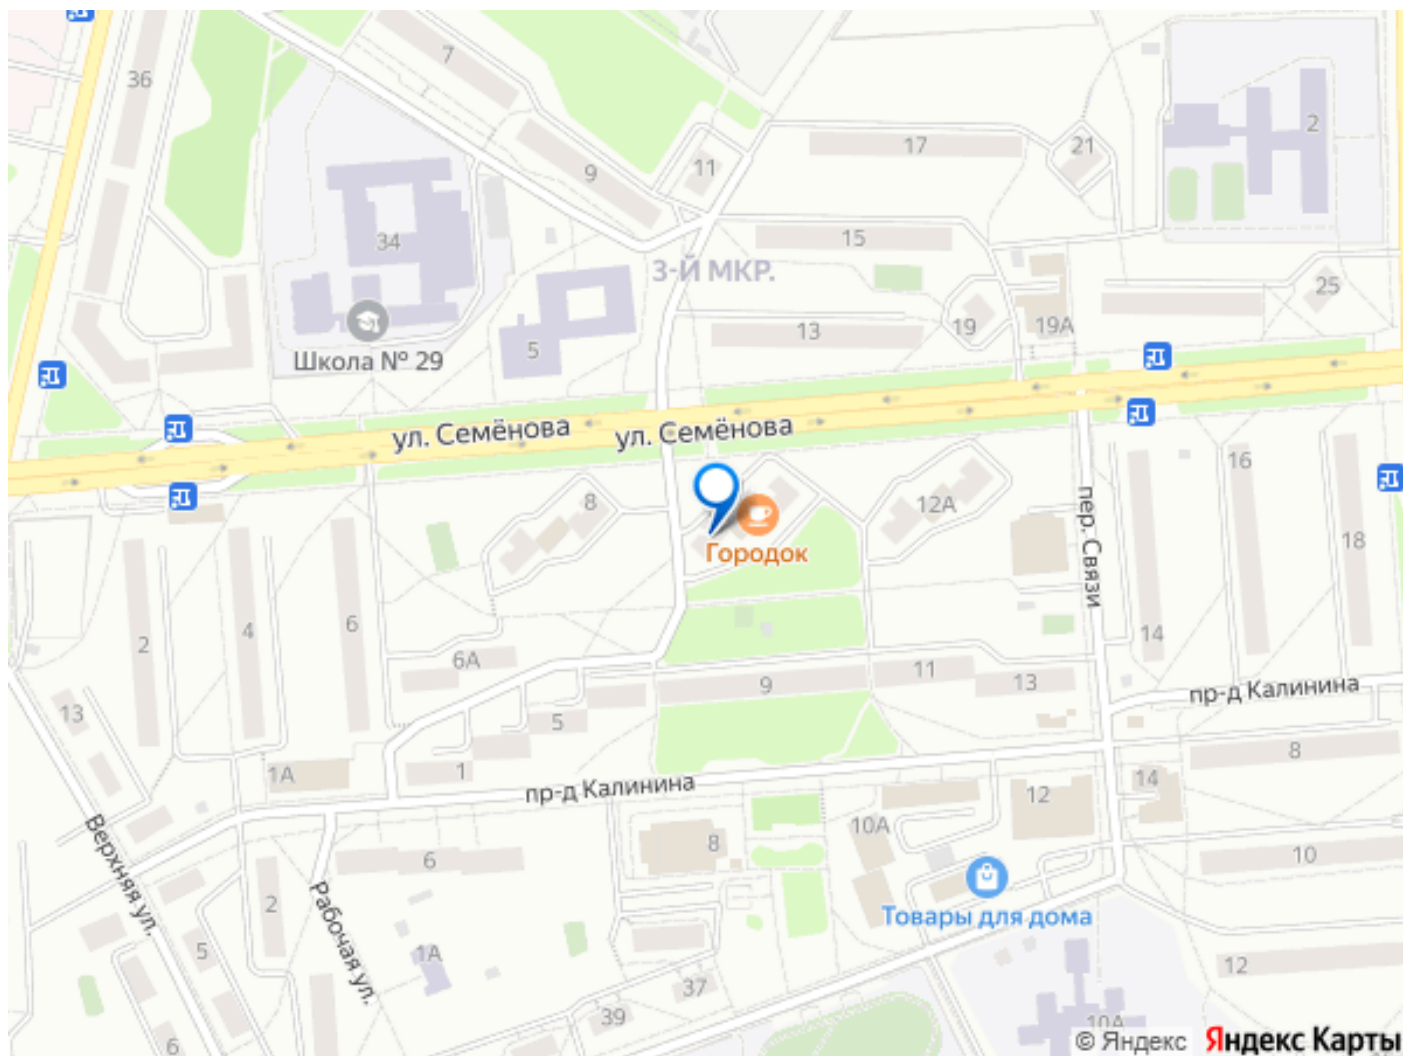 36
7
2
17
21
9
11
34
15
3-Й МКР.
25
5
13
19
19А
Школа № 29
ул. Семёнова
ул. Семёнова
8
12А
16
18
Городок
пер. Связи
2
4
6
6А
14
9
11
13
пр-д Калинина
13
5
1
1А
8
пр-д Калинина
14
12
10А
8
6
10
Верхняя ул.
Рабочая ул.
2
Товары для дома
5
1А
12
37
39
10А
6
© Яндекс Яндекс Карты